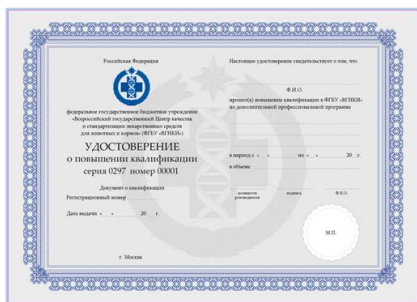 Российская Федерация
федеральное государственное бюджетное учреждение
«Всероссийский государственный Центр качества
и стандартизации лекарственных средств
для животных и кормов» (ФГБУ «ВГНКИ»)
УДОСТОВЕРЕНИЕ
о повышении квалификации
серия 0297 номер 00001
Документ о квалификации
Регистрационный номер
Дата выдачи « » 20 г.
г. Москва
Настоящее удостоверение свидетельствует о том, что
Ф.И.О.
прошел(а) повышение квалификации в ФГБУ «ВГНКИ»
по дополнительной профессиональной программе
в период с « » по « » 20 г.
в объеме
должность подпись Ф.И.О.
руководителя
М.П.